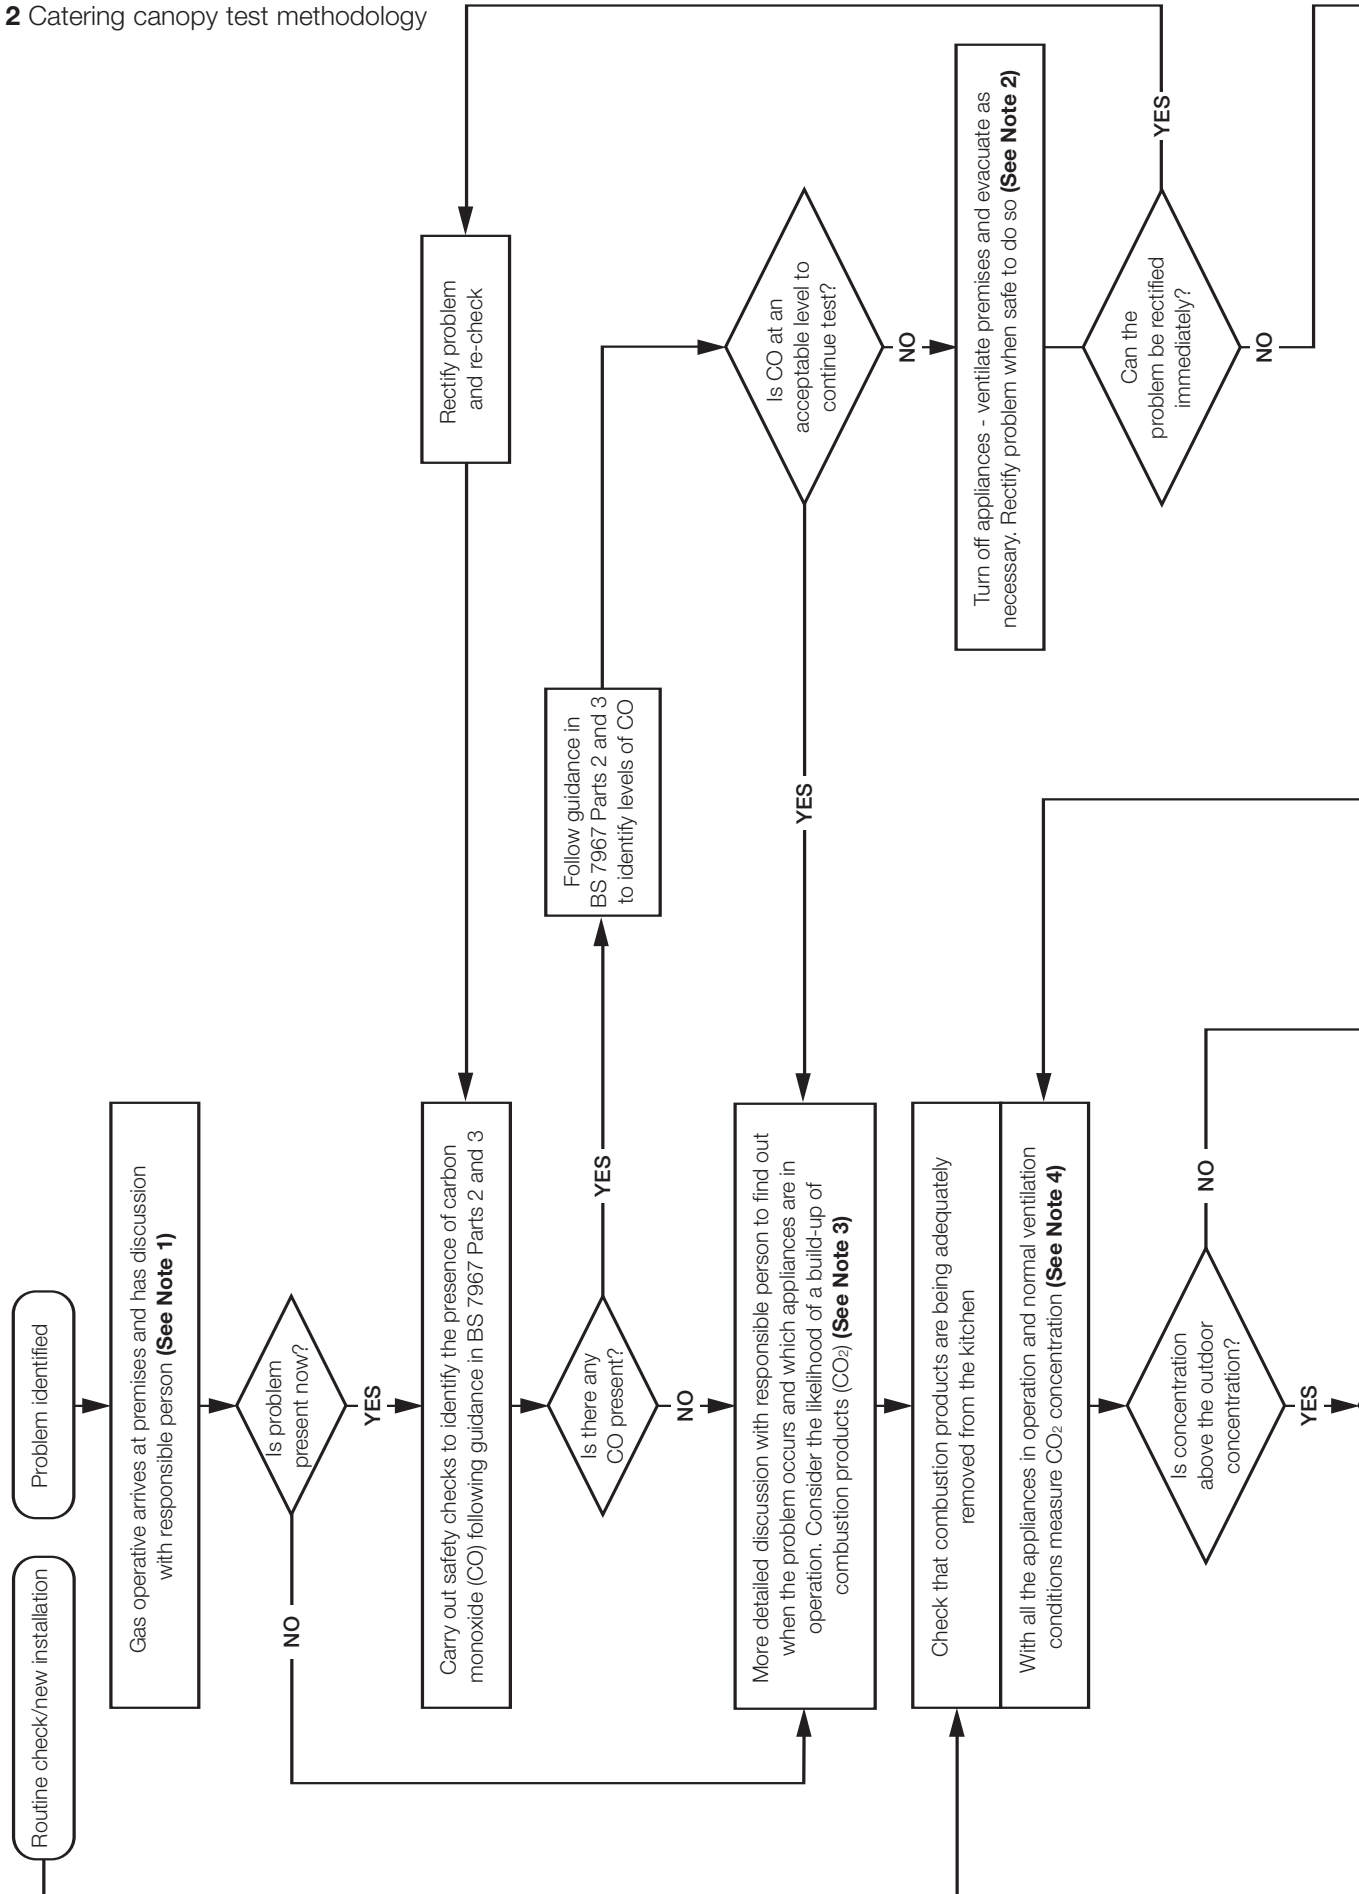 2 Catering canopy test methodology
Routine check/new installation
Problem identified
Gas operative arrives at premises and has discussion
with responsible person (See Note 1)
Is problem
present now?
NO
YES
Carry out safety checks to identify the presence of carbon
monoxide (CO) following guidance in BS 7967 Parts 2 and 3
Rectify problem
and re-check
Is there any
CO present?
YES
NO
Follow guidance in
BS 7967 Parts 2 and 3
to identify levels of CO
Is CO at an
acceptable level to
continue test?
YES
NO
More detailed discussion with responsible person to find out
when the problem occurs and which appliances are in
operation. Consider the likelihood of a build-up of
combustion products (CO2) (See Note 3)
Turn off appliances - ventilate premises and evacuate as
necessary. Rectify problem when safe to do so (See Note 2)
Can the
problem be rectified
immediately?
YES
NO
Check that combustion products are being adequately
removed from the kitchen
With all the appliances in operation and normal ventilation
conditions measure CO2 concentration (See Note 4)
Is concentration
above the outdoor
concentration?
NO
YES